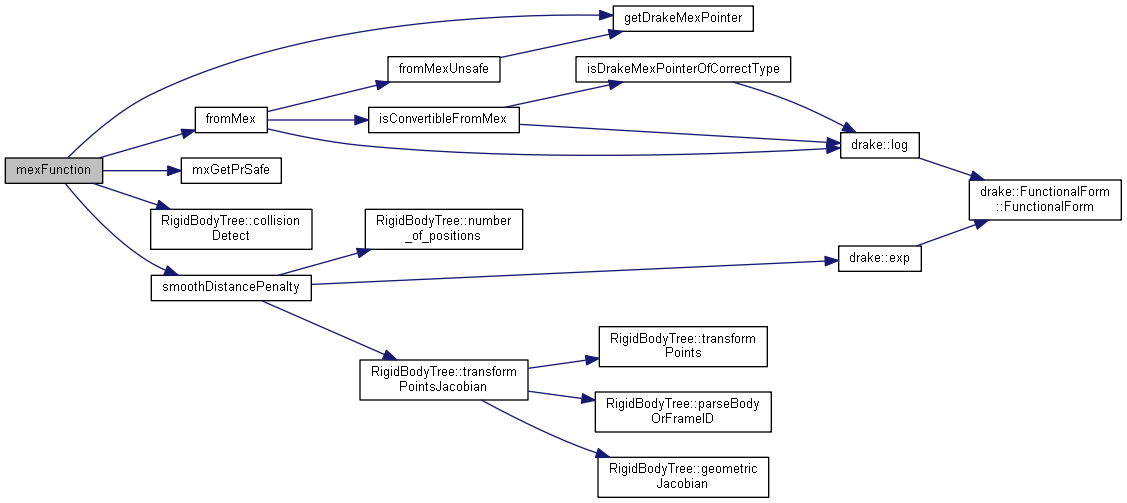 getDrakeMexPointer
fromMexUnsafe
isDrakeMexPointerOfCorrectType
fromMex
isConvertibleFromMex
drake::log
mexFunction
mxGetPrSafe
drake::FunctionalForm
::FunctionalForm
RigidBodyTree::collision
Detect
RigidBodyTree::number
_of_positions
drake::exp
smoothDistancePenalty
RigidBodyTree::transform
Points
RigidBodyTree::transform
PointsJacobian
RigidBodyTree::parseBody
OrFrameID
RigidBodyTree::geometric
Jacobian